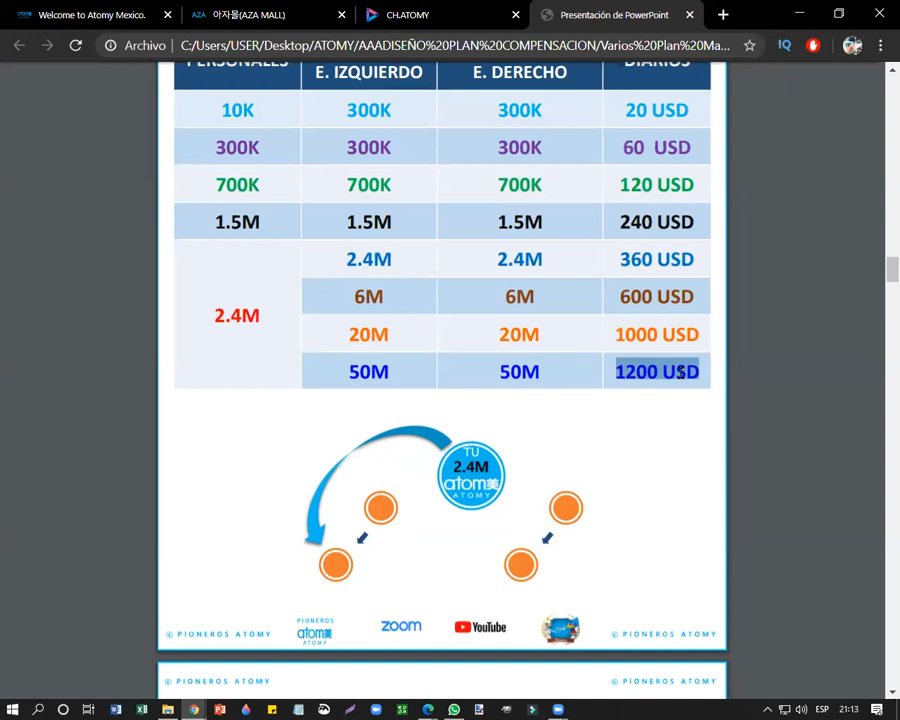 Welcome to Atomy Mexico.
AZA 아자몰(AZA MALL)
CH.ATOMY
Presentación de PowerPoint
Archivo
C:/Users/USER/Desktop/ATOMY/AAADISEÑO%20PLAN%20COMPENSACION/Varios%20Plan%20Ma...
IQ
PERSONALES E. IZQUIERDO E. DERECHO DIARIOS
10K 300K 300K 20 USD
300K 300K 300K 60 USD
700K 700K 700K 120 USD
1.5M 1.5M 1.5M 240 USD
2.4M 2.4M 360 USD
6M 6M 600 USD
2.4M
20M 20M 1000 USD
50M 50M 1200 USD
TU
2.4M
atom美
ATOMY
© PIONEROS ATOMY
PIONEROS
atom美
ATOMY
zoom
YouTube
© PIONEROS ATOMY
© PIONEROS ATOMY
© PIONEROS ATOMY
ESP 21:13